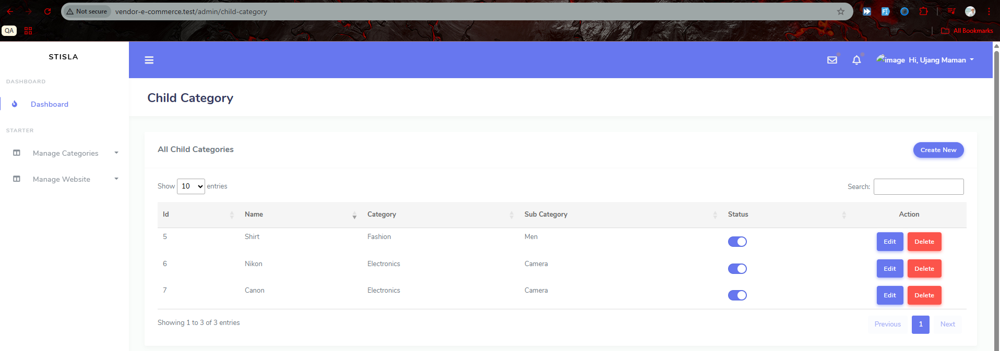 Not secure vendor-e-commerce.test/admin/child-category
QA
All Bookmarks
STISLA
image Hi, Ujang Maman
DASHBOARD
Dashboard
STARTER
Manage Categories
Manage Website
Child Category
All Child Categories
Create New
Show 10 entries
Search:
Id Name Category Sub Category Status Action
5 Shirt Fashion Men Edit Delete
6 Nikon Electronics Camera Edit Delete
7 Canon Electronics Camera Edit Delete
Showing 1 to 3 of 3 entries
Previous 1 Next